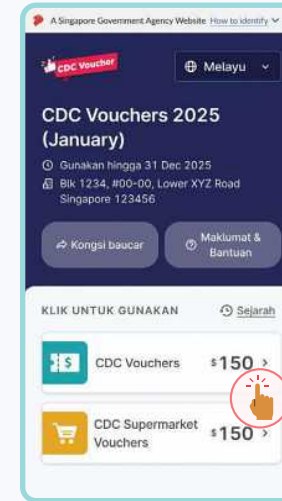 A Singapore Government Agency Website How to identify
CDC Voucher
Melayu
CDC Vouchers 2025
(January)
Gunakan hingga 31 Dec 2025
Blk 1234, #00-00, Lower XYZ Road
Singapore 123456
Kongsi baucar
Maklumat &
Bantuan
KLIK UNTUK GUNAKAN
Sejarah
$
CDC Vouchers
$150
CDC Supermarket
Vouchers
$150